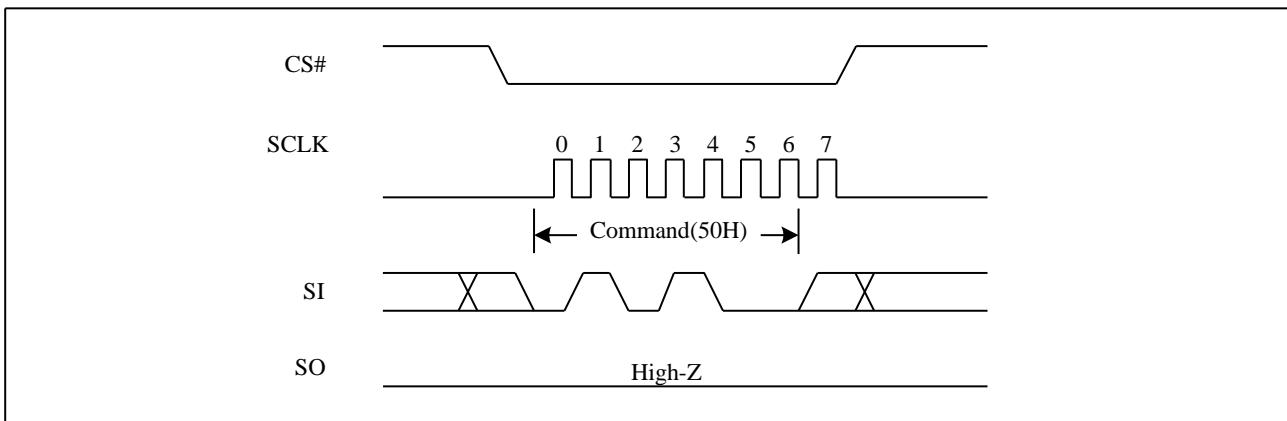 CS#
SCLK
0 1 2 3 4 5 6 7
Command(50H)
SI
SO
High-Z